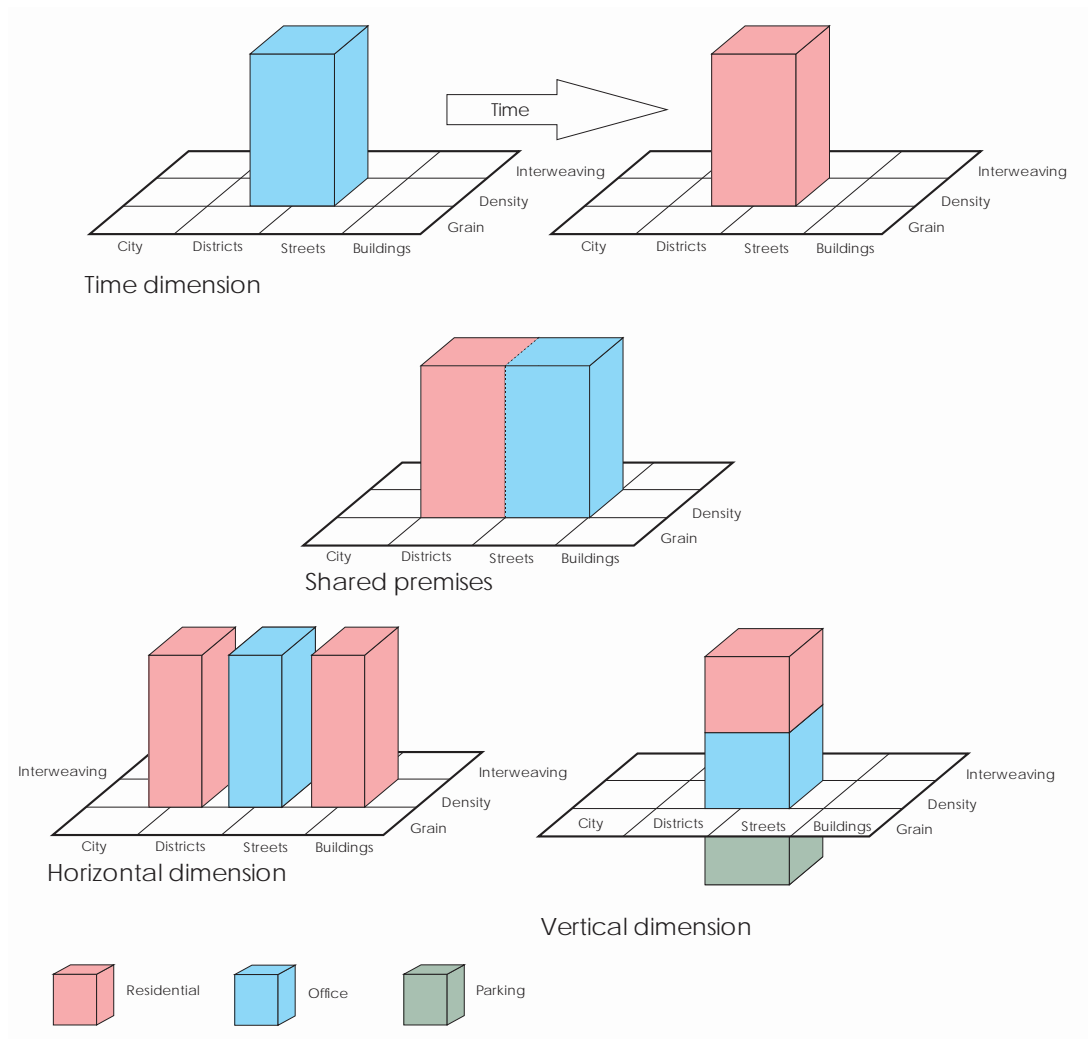 Time
Interweaving
Density
Grain
City Districts Streets Buildings
Interweaving
Density
Grain
City Districts Streets Buildings
Time dimension
Density
Grain
City Districts Streets Buildings
Shared premises
Interweaving
Interweaving
Density
Grain
City Districts Streets Buildings
Horizontal dimension
Interweaving
Density
Grain
City Districts Streets Buildings
Vertical dimension
Residential
Office
Parking